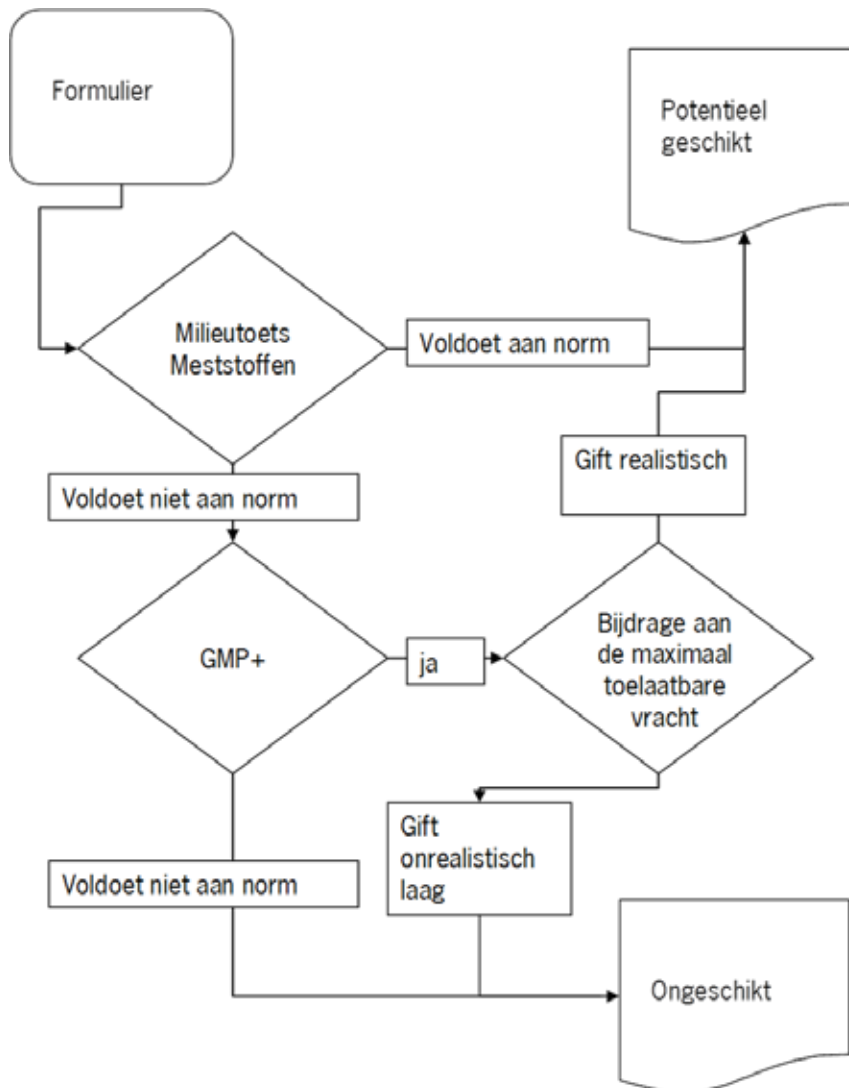 Formulier
Potentieel
geschikt
Milieutoets
Meststoffen
Voldoet aan norm
Gift realistisch
Voldoet niet aan norm
GMP+
ja
Bijdrage aan
de maximaal
toelaatbare
vracht
Gift
onrealistisch
laag
Voldoet niet aan norm
Ongeschikt